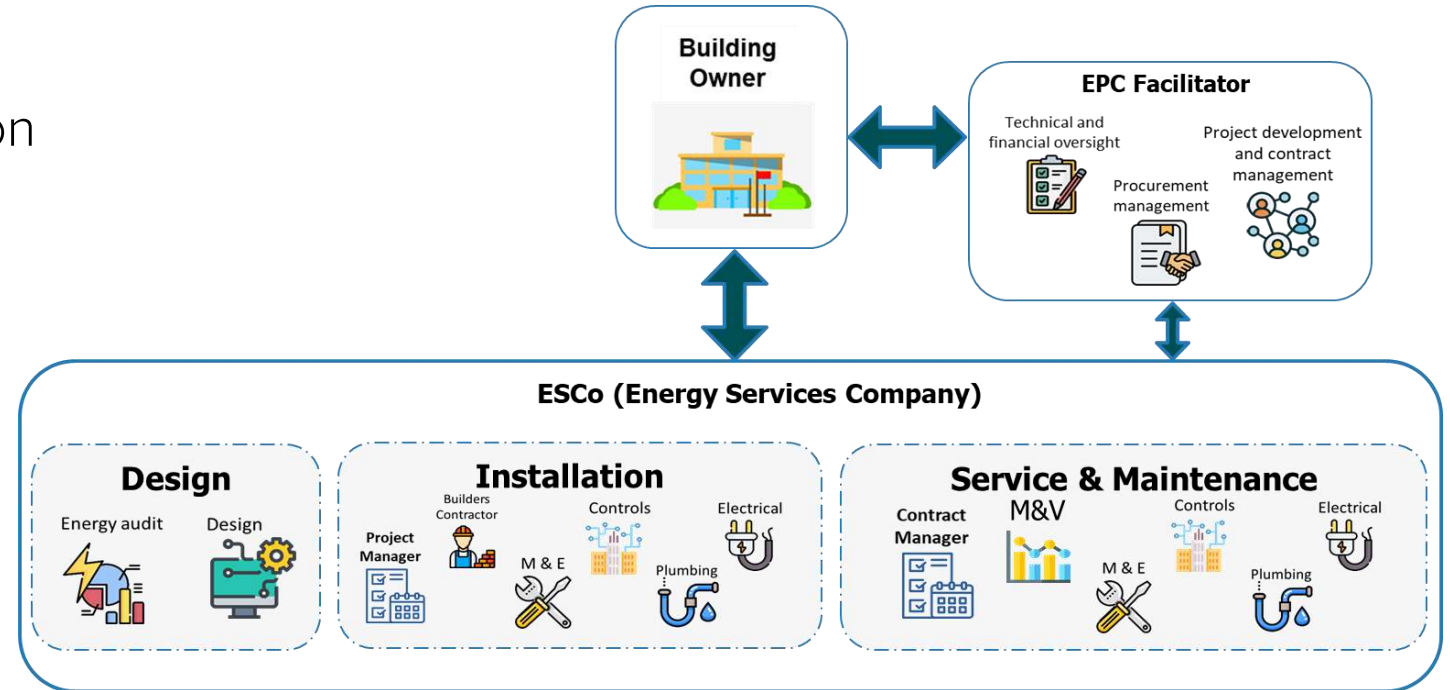 on
Building
Owner
EPC Facilitator
Technical and
financial oversight
Procurement
management
Project development
and contract
management
ESCo (Energy Services Company)
Design
Energy audit
Design
Installation
Project
Manager
Builders
Contractor
M & E
Controls
Plumbing
Electrical
Service & Maintenance
Contract
Manager
M&V
M & E
Controls
Plumbing
Electrical